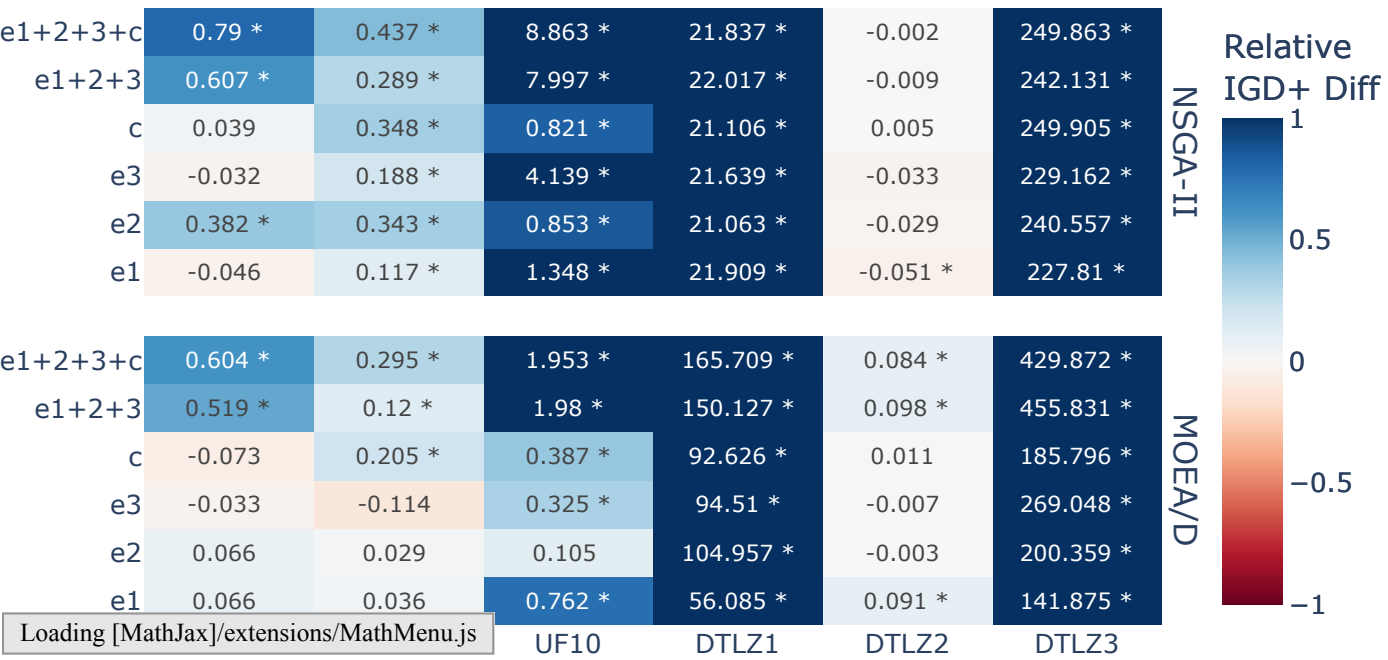 e1+2+3+c 0.79 * 0.437 * 8.863 * 21.837 * -0.002 249.863 *
e1+2+3 0.607 * 0.289 * 7.997 * 22.017 * -0.009 242.131 *
c 0.039 0.348 * 0.821 * 21.106 * 0.005 249.905 *
e3 -0.032 0.188 * 4.139 * 21.639 * -0.033 229.162 *
e2 0.382 * 0.343 * 0.853 * 21.063 * -0.029 240.557 *
e1 -0.046 0.117 * 1.348 * 21.909 * -0.051 * 227.81 *
NSGA-II
e1+2+3+c 0.604 * 0.295 * 1.953 * 165.709 * 0.084 * 429.872 *
e1+2+3 0.519 * 0.12 * 1.98 * 150.127 * 0.098 * 455.831 *
c -0.073 0.205 * 0.387 * 92.626 * 0.011 185.796 *
e3 -0.033 -0.114 0.325 * 94.51 * -0.007 269.048 *
e2 0.066 0.029 0.105 104.957 * -0.003 200.359 *
e1 0.066 0.036 0.762 * 56.085 * 0.091 * 141.875 *
MOEA/D
Loading [MathJax]/extensions/MathMenu.js
UF10 DTLZ1 DTLZ2 DTLZ3
Relative
IGD+ Diff
1
0.5
0
−0.5
−1